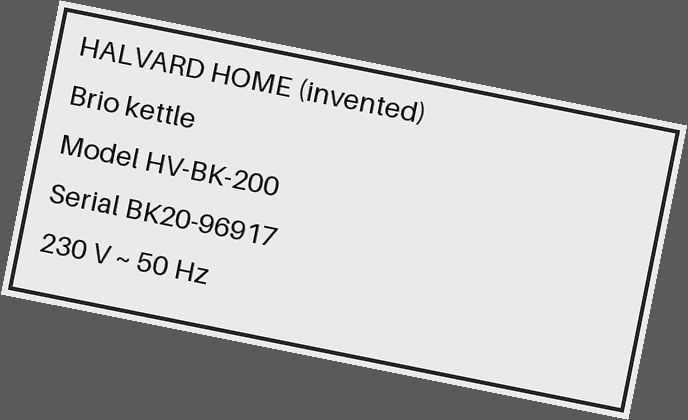 HALVARD HOME (invented)
Brio kettle
Model HV-BK-200
Serial BK20-96917
230 V ~ 50 Hz